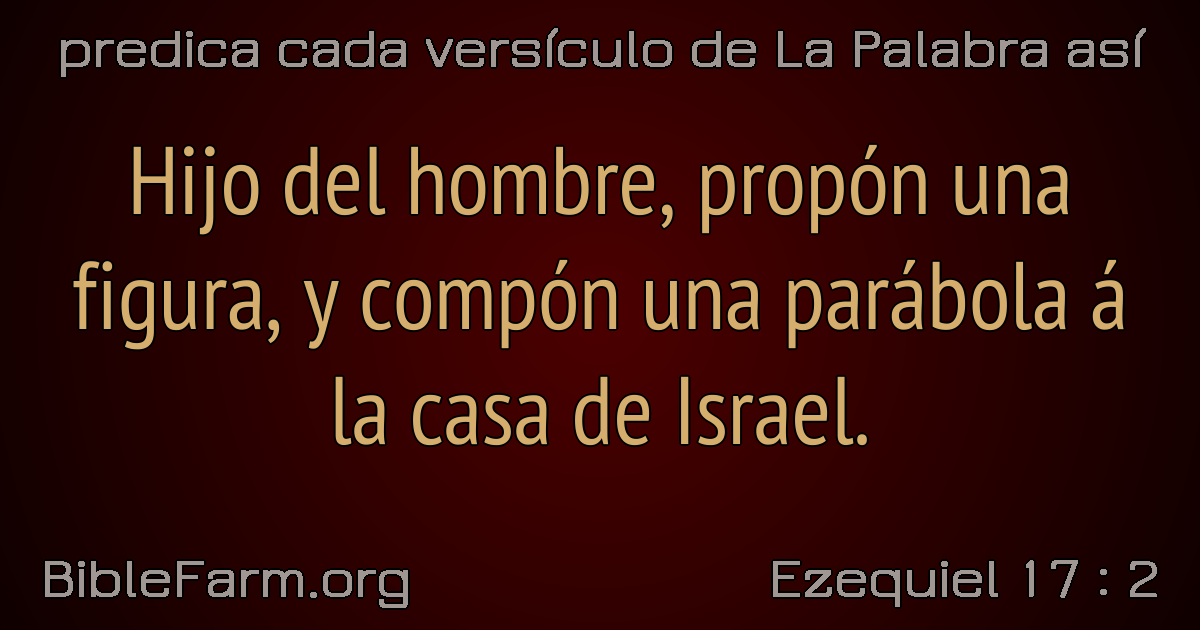 predica cada versículo de La Palabra así
Hijo del hombre, propón una
figura, y compón una parábola á
la casa de Israel.
BibleFarm.org
Ezequiel 17 : 2